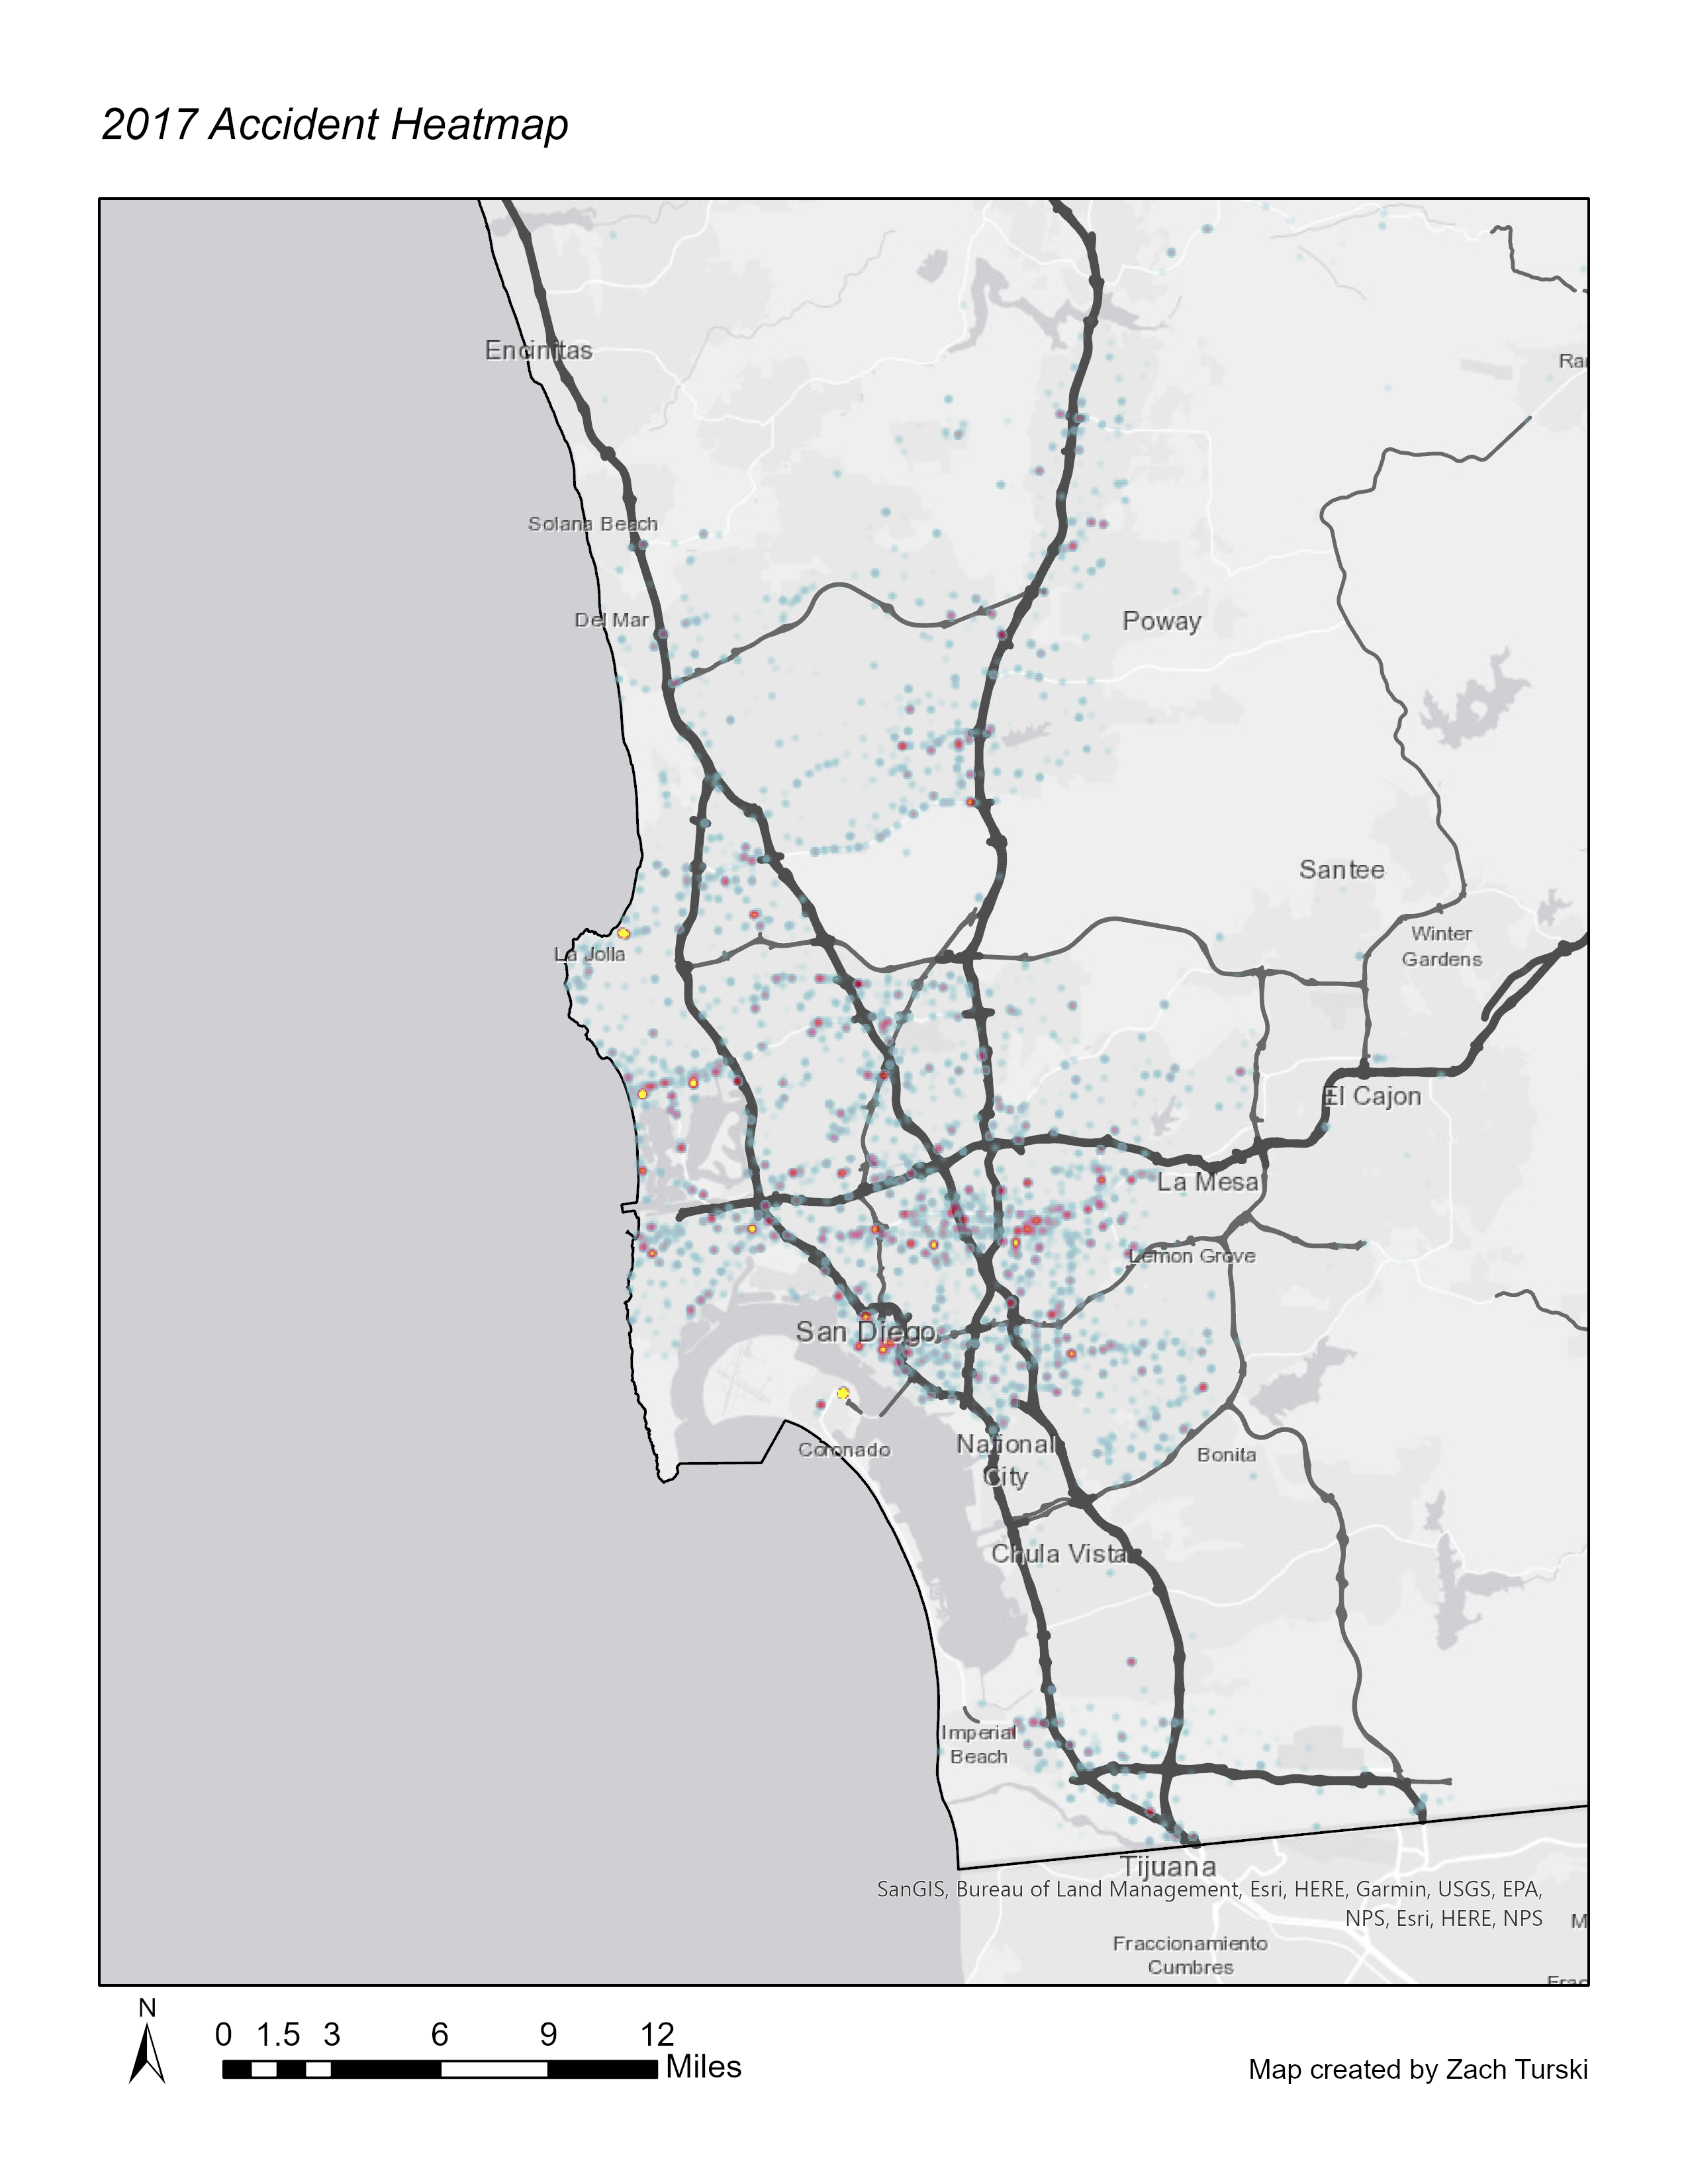 2017 Accident Heatmap
Encinitas
Ra
Solana Beach
Del Mar
Poway
Santee
Winter
Gardens
La Jolla
El Cajon
La Mesa
Lemon Grove
San Diego
National
City
Coronado
Bonita
Chula Vista
Imperial
Beach
Tijuana
SanGIS, Bureau of Land Management, Esri, HERE, Garmin, USGS, EPA,
NPS, Esri, HERE, NPS
M
Fraccionamiento
Cumbres
Frac
N
0 1.5 3 6 9 12
Miles
Map created by Zach Turski